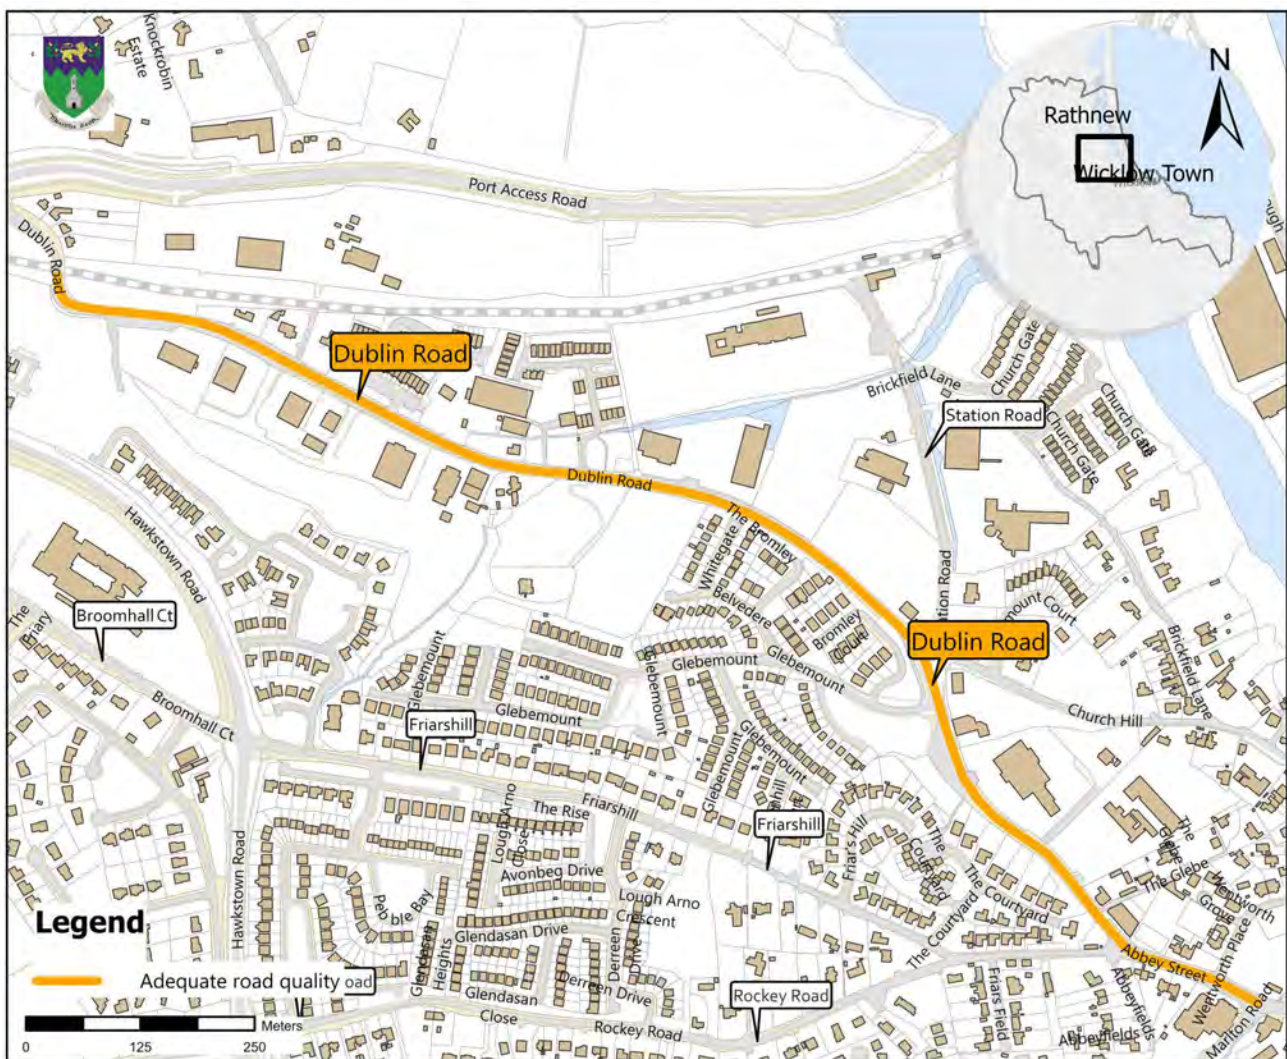 Knockrobin
Estate
N
Rathnew
Wicklow Town
Port Access Road
Dublin Road
Dublin Road
Brickfield Lane
Church Gate
Church Gate
Church Gate
Station Road
Dublin Road
Hawkstown Road
The Bromley
Whitegate
Belvedere
Bromley
Court
Broomhall Ct
The
Friary
Broomhall Ct
Dublin Road
Brickfield Lane
Church Hill
Glebemount
Glebemount
Glebemount
Glebemount
Glebemount
Glebemount
Glebemount
Friarshill
Friarshill
The Rise
Friarshill
Friar's Hill
The
Courtyard
The Courtyard
The Courtyard
Lough Arno
Close
Avonbeg Drive
Lough Arno
Crescent
Hawkstown Road
Pebble Bay
Glendasan Drive
Glendasan
Heights
Derreen
Drive
Derreen Drive
Glendasan
Close
Rockey Road
Rockey Road
The
Glebe
The Glebe
Wentworth
Grove
Wentworth Place
Abbey Street
Marlton Road
Friars Field
Abbeyfields
Abbeyfields
Legend
Adequate road quality
oad
0 125 250
Meters